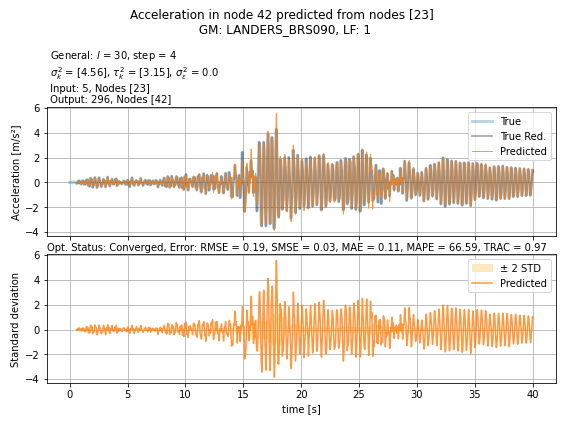 Acceleration in node 42 predicted from nodes [23]
GM: LANDERS_BRS090, LF: 1
General: l = 30, step = 4
σ²ₖ = [4.56], τ²ₖ = [3.15], σ²ε = 0.0
Input: 5, Nodes [23]
Output: 296, Nodes [42]
6
4
2
0
−2
−4
Acceleration [m/s²]
True
True Red.
Predicted
Opt. Status: Converged, Error: RMSE = 0.19, SMSE = 0.03, MAE = 0.11, MAPE = 66.59, TRAC = 0.97
6
4
2
0
−2
−4
Standard deviation
± 2 STD
Predicted
0 5 10 15 20 25 30 35 40
time [s]